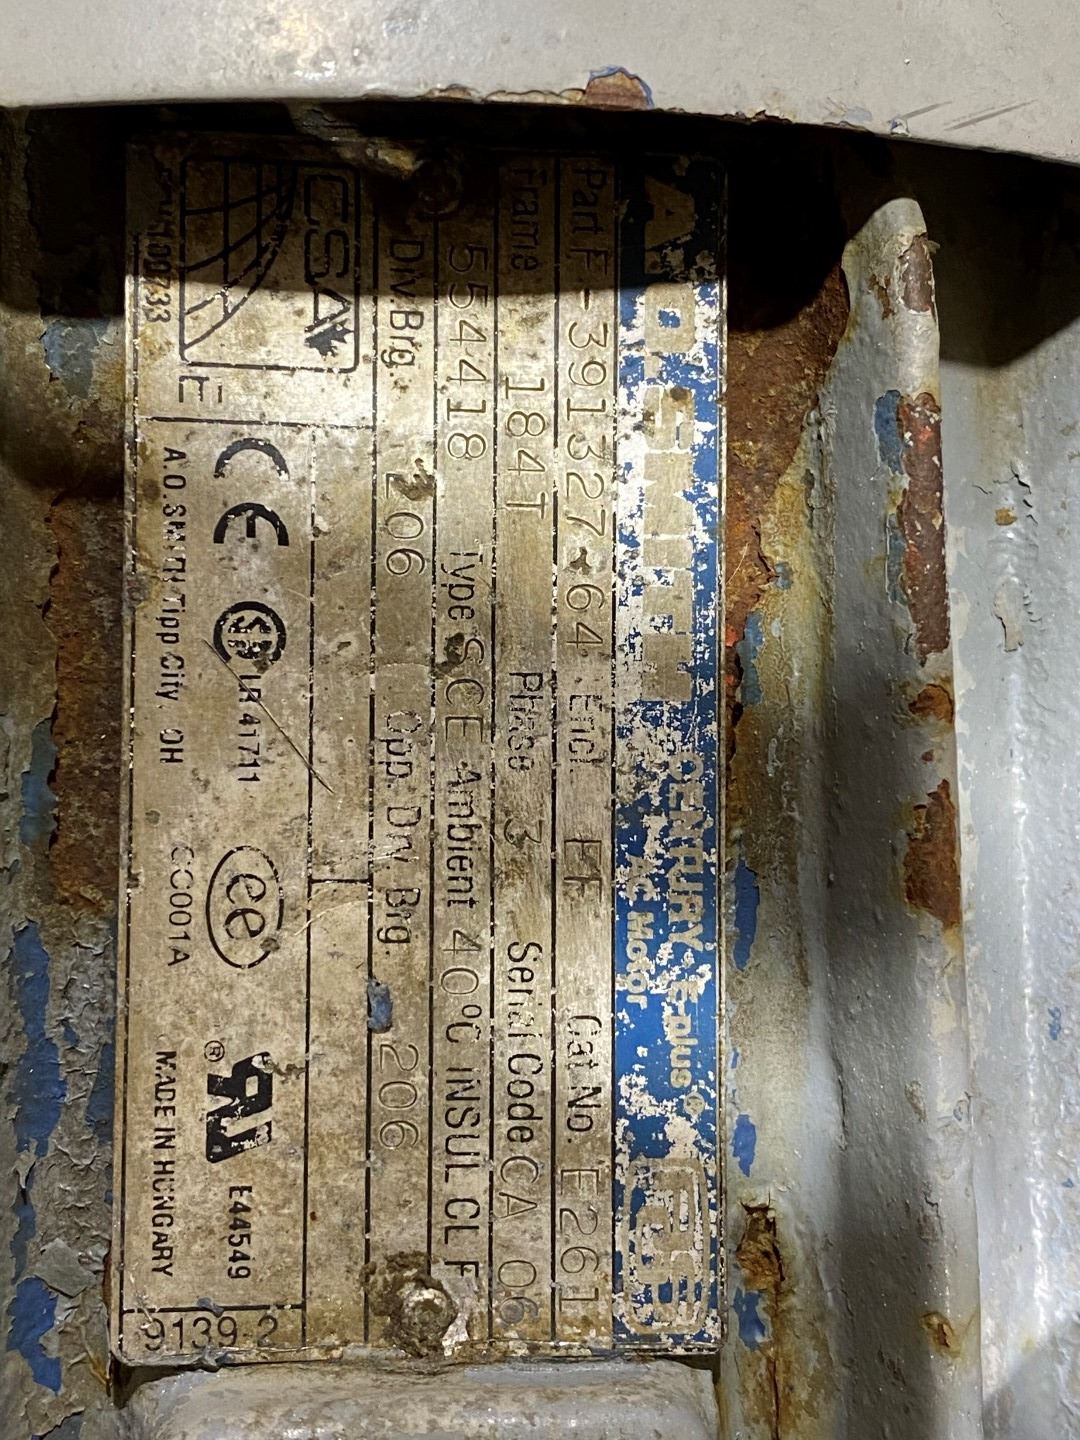 A.O.SMITH CENTURY E-plus®
AC Motor
Part F-391327-64 Encl. FF Cat.No. E261
Frame 184T Phase 3 Serial Code CA 06
554418 Type SCE Ambient 40°C INSUL CL F
Div.Brg. 206 Opp. Drv. Brg. 206
CSA E CE SA LR 41711 ee ® E44549
CC001A
A.O.SMITH Tipp City, OH MADE IN HUNGARY
9139-2